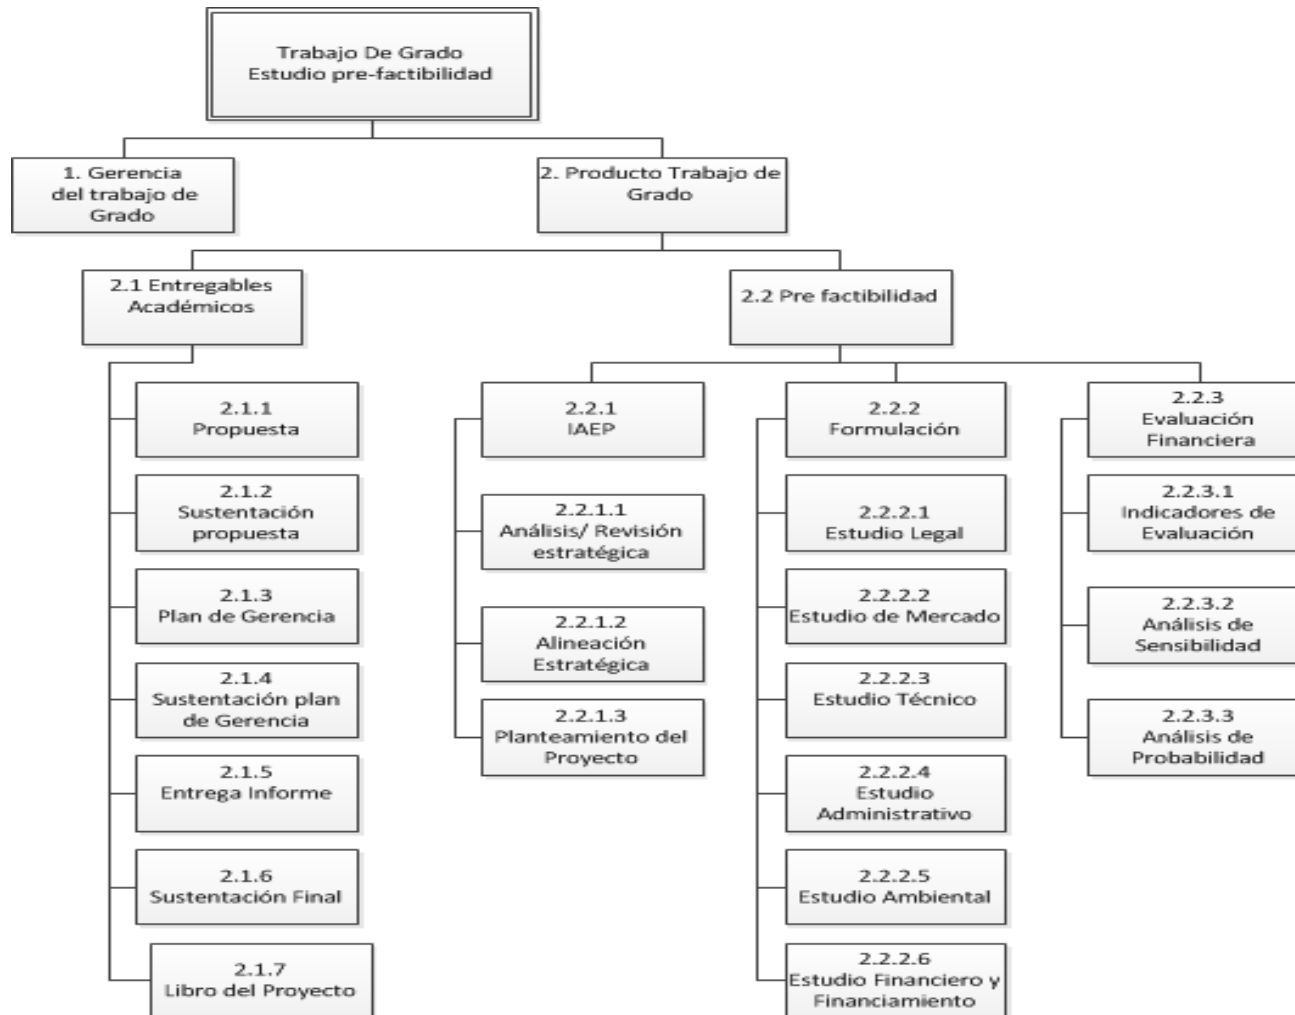 Trabajo De Grado
Estudio pre-factibilidad
1. Gerencia
del trabajo de
Grado
2. Producto Trabajo de
Grado
2.1 Entregables
Académicos
2.2 Pre factibilidad
2.1.1
Propuesta
2.1.2
Sustentación
propuesta
2.1.3
Plan de Gerencia
2.1.4
Sustentación plan
de Gerencia
2.1.5
Entrega Informe
2.1.6
Sustentación Final
2.1.7
Libro del Proyecto
2.2.1
IAEP
2.2.1.1
Análisis/ Revisión
estratégica
2.2.1.2
Alineación
Estratégica
2.2.1.3
Planteamiento del
Proyecto
2.2.2
Formulación
2.2.2.1
Estudio Legal
2.2.2.2
Estudio de Mercado
2.2.2.3
Estudio Técnico
2.2.2.4
Estudio
Administrativo
2.2.2.5
Estudio Ambiental
2.2.2.6
Estudio Financiero y
Financiamiento
2.2.3
Evaluación
Financiera
2.2.3.1
Indicadores de
Evaluación
2.2.3.2
Análisis de
Sensibilidad
2.2.3.3
Análisis de
Probabilidad